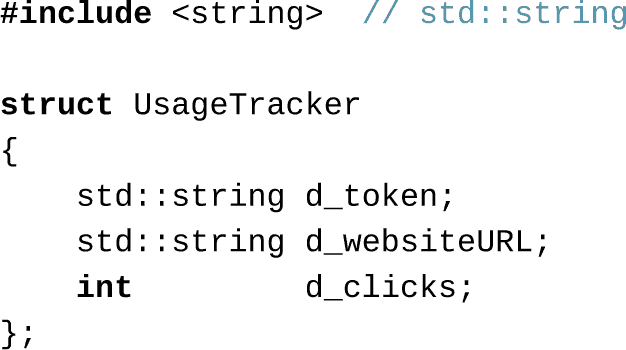 #include <string>  // std::string
struct UsageTracker
{
    std::string d_token;
    std::string d_websiteURL;
    int         d_clicks;
};